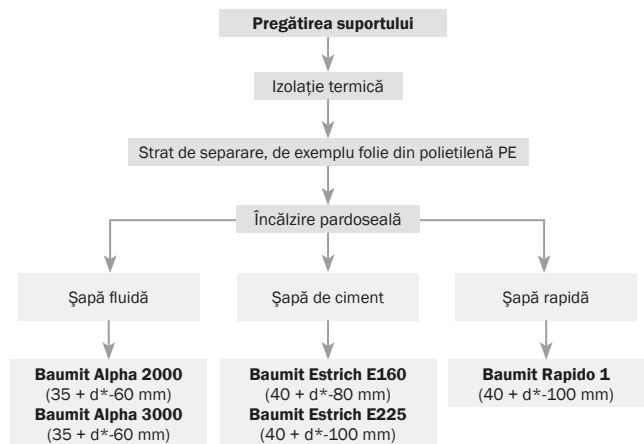 Pregătirea suportului
Izolație termică
Strat de separare, de exemplu folie din polietilenă PE
Încălzire pardoseală
Șapă fluidă
Șapă de ciment
Șapă rapidă
Baumit Alpha 2000
(35 + d*-60 mm)
Baumit Alpha 3000
(35 + d*-60 mm)
Baumit Estrich E160
(40 + d*-80 mm)
Baumit Estrich E225
(40 + d*-100 mm)
Baumit Rapido 1
(40 + d*-100 mm)